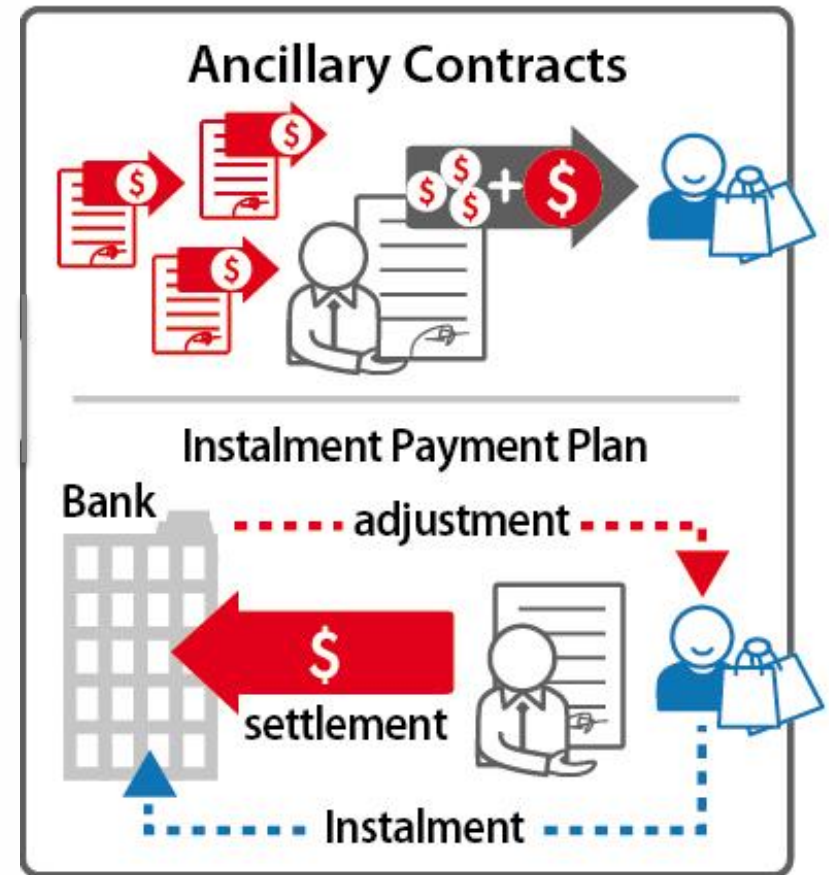 Ancillary Contracts
$ $ $ $ $ $ + $
Instalment Payment Plan
Bank
adjustment
$
settlement
Instalment